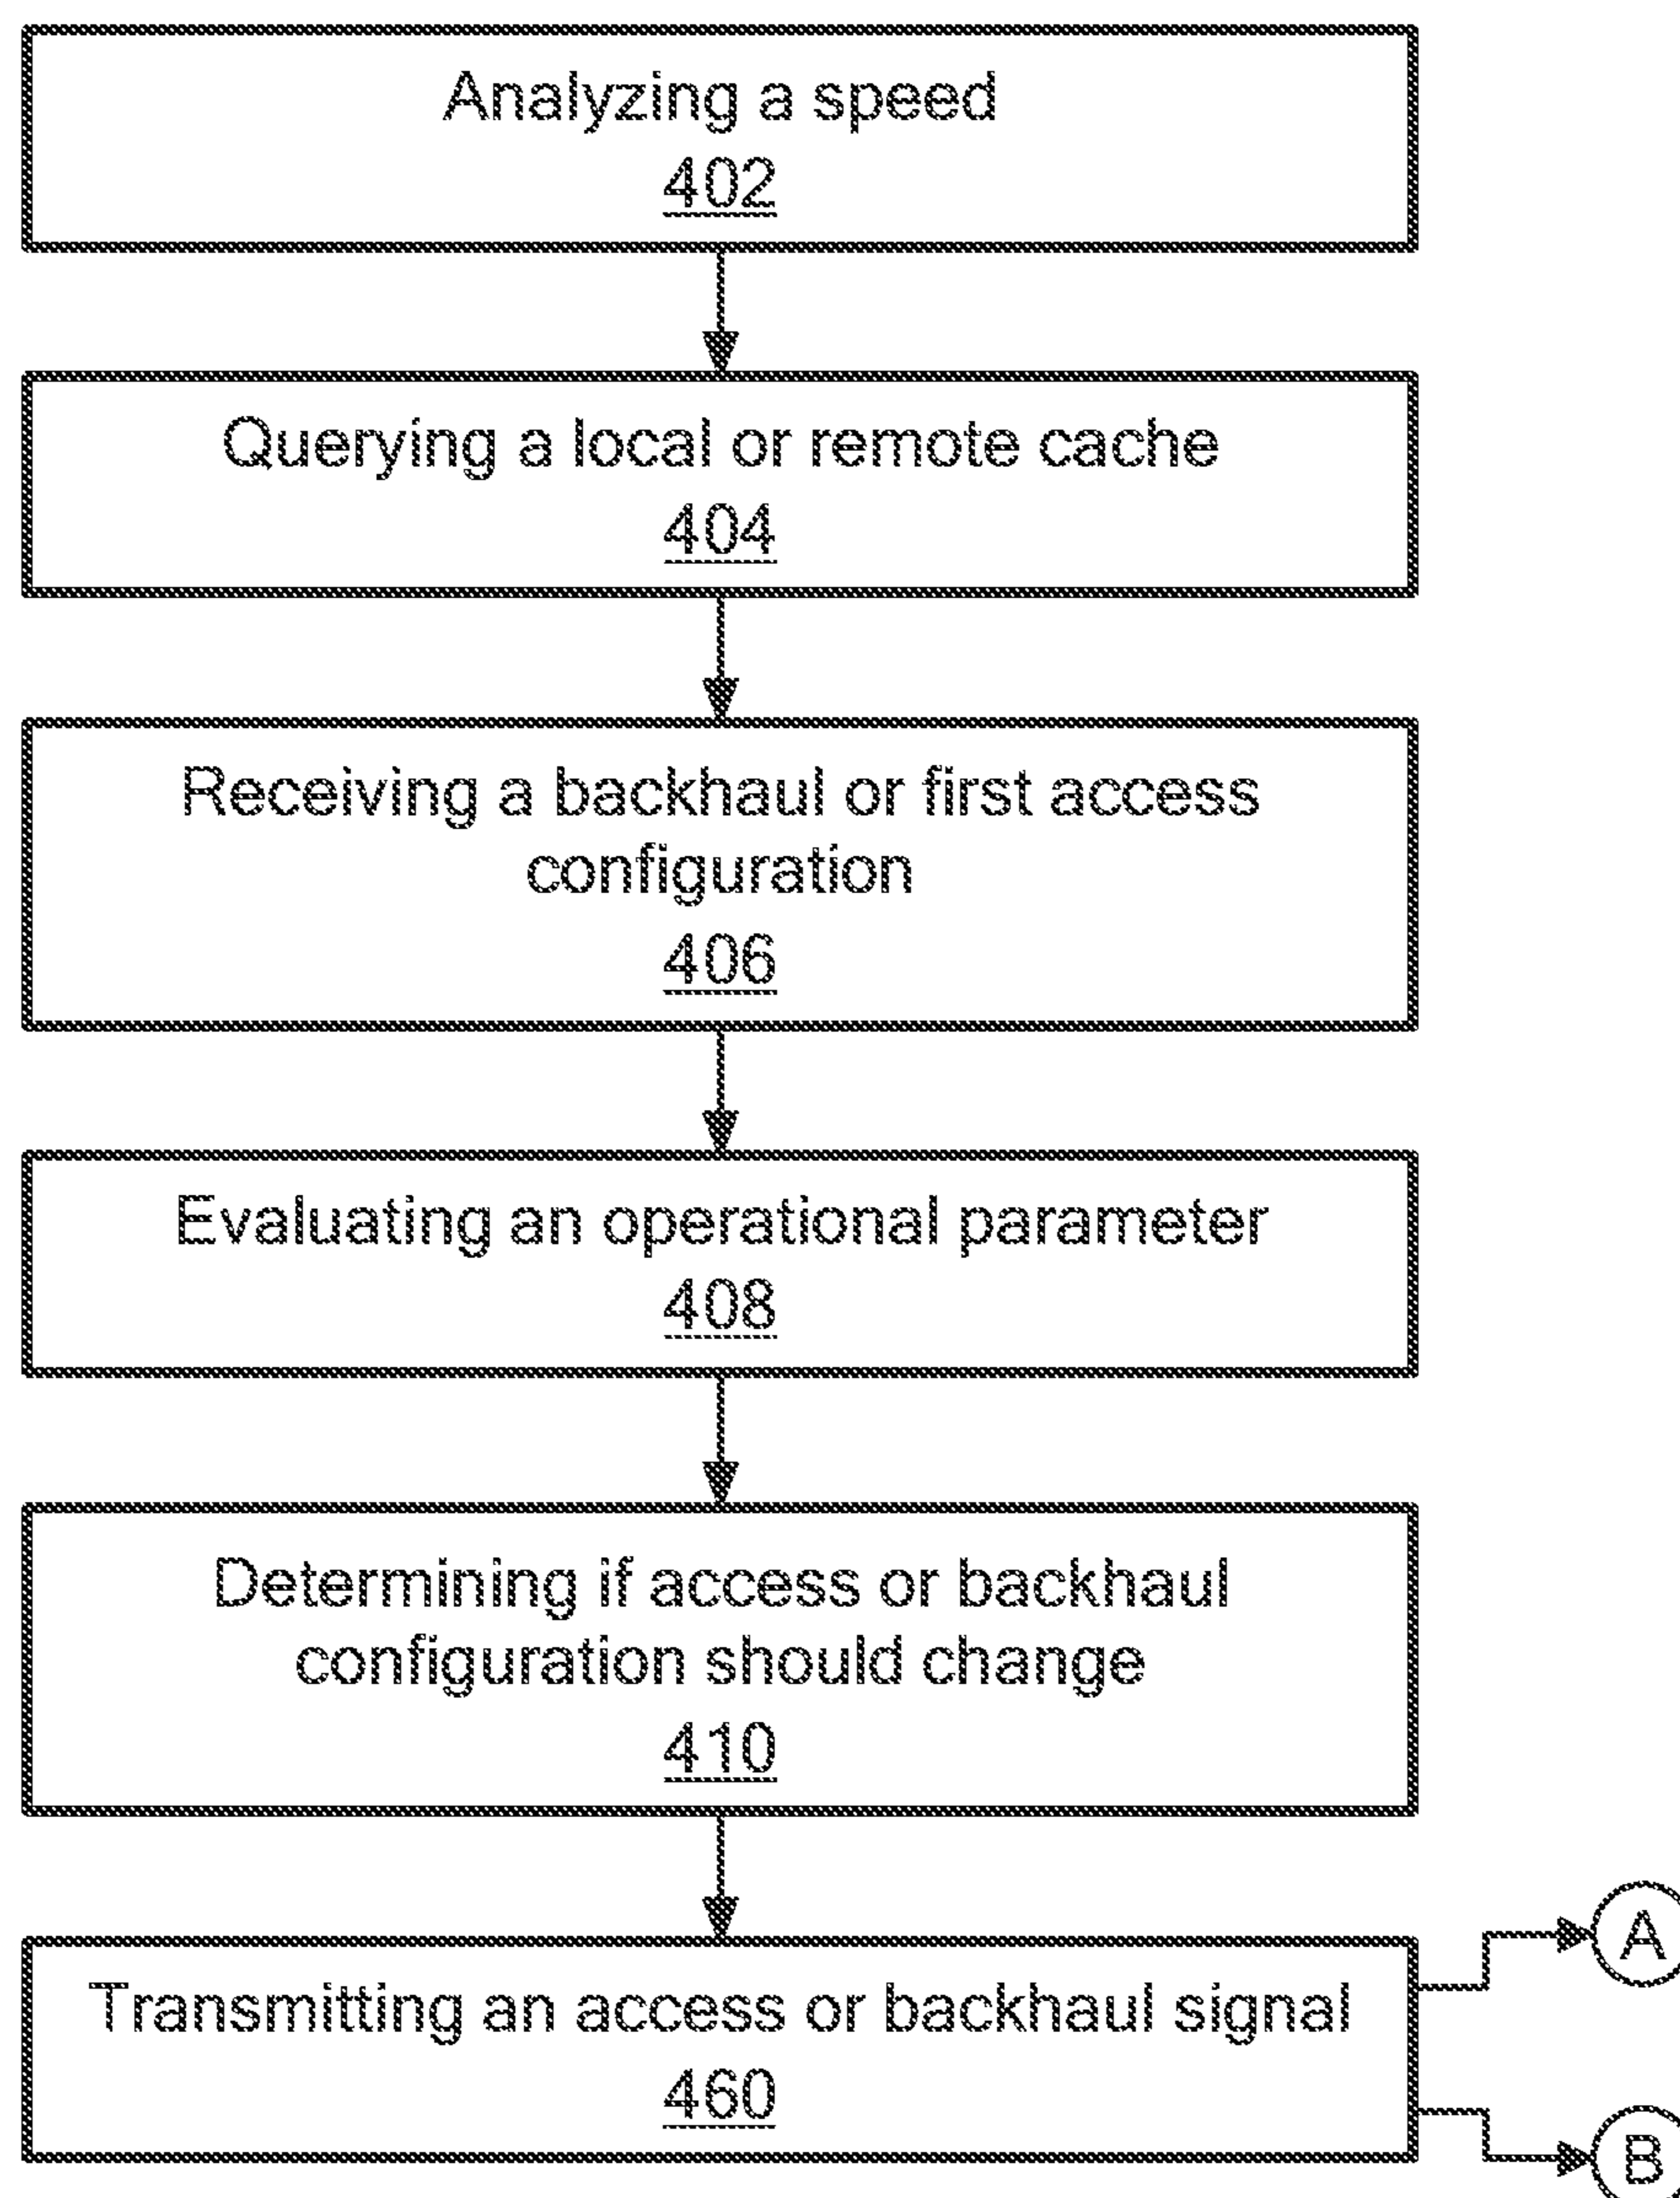 Analyzing a speed
402
Querying a local or remote cache
404
Receiving a backhaul or first access
configuration
406
Evaluating an operational parameter
408
Determining if access or backhaul
configuration should change
410
Transmitting an access or backhaul signal
460
A
B